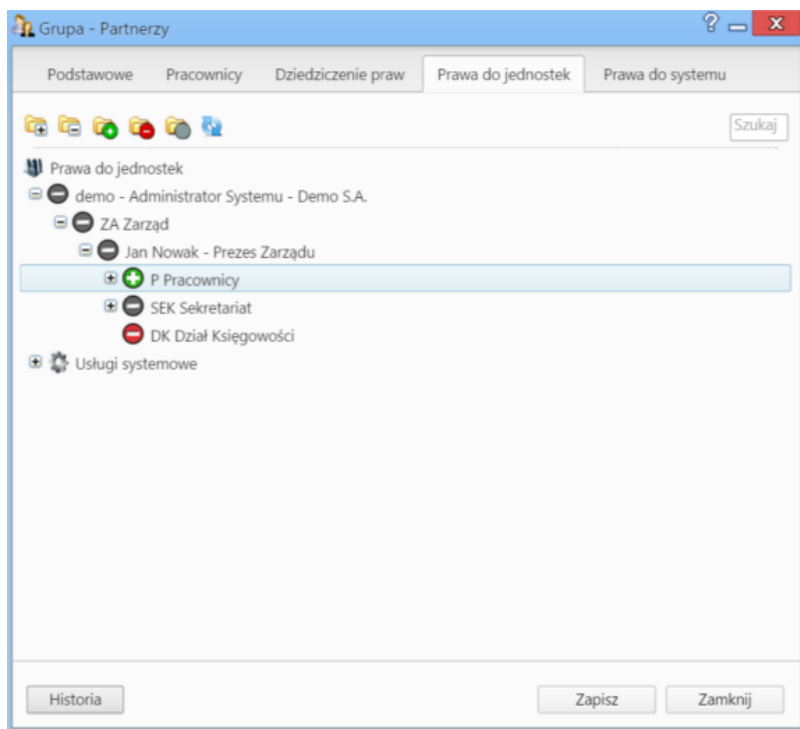 Grupa - Partnerzy
Podstawowe Pracownicy Dziedziczenie praw Prawa do jednostek Prawa do systemu
Szukaj
Prawa do jednostek
demo - Administrator Systemu - Demo S.A.
ZA Zarząd
Jan Nowak - Prezes Zarządu
P Pracownicy
SEK Sekretariat
DK Dział Księgowości
Usługi systemowe
Historia Zapisz Zamknij